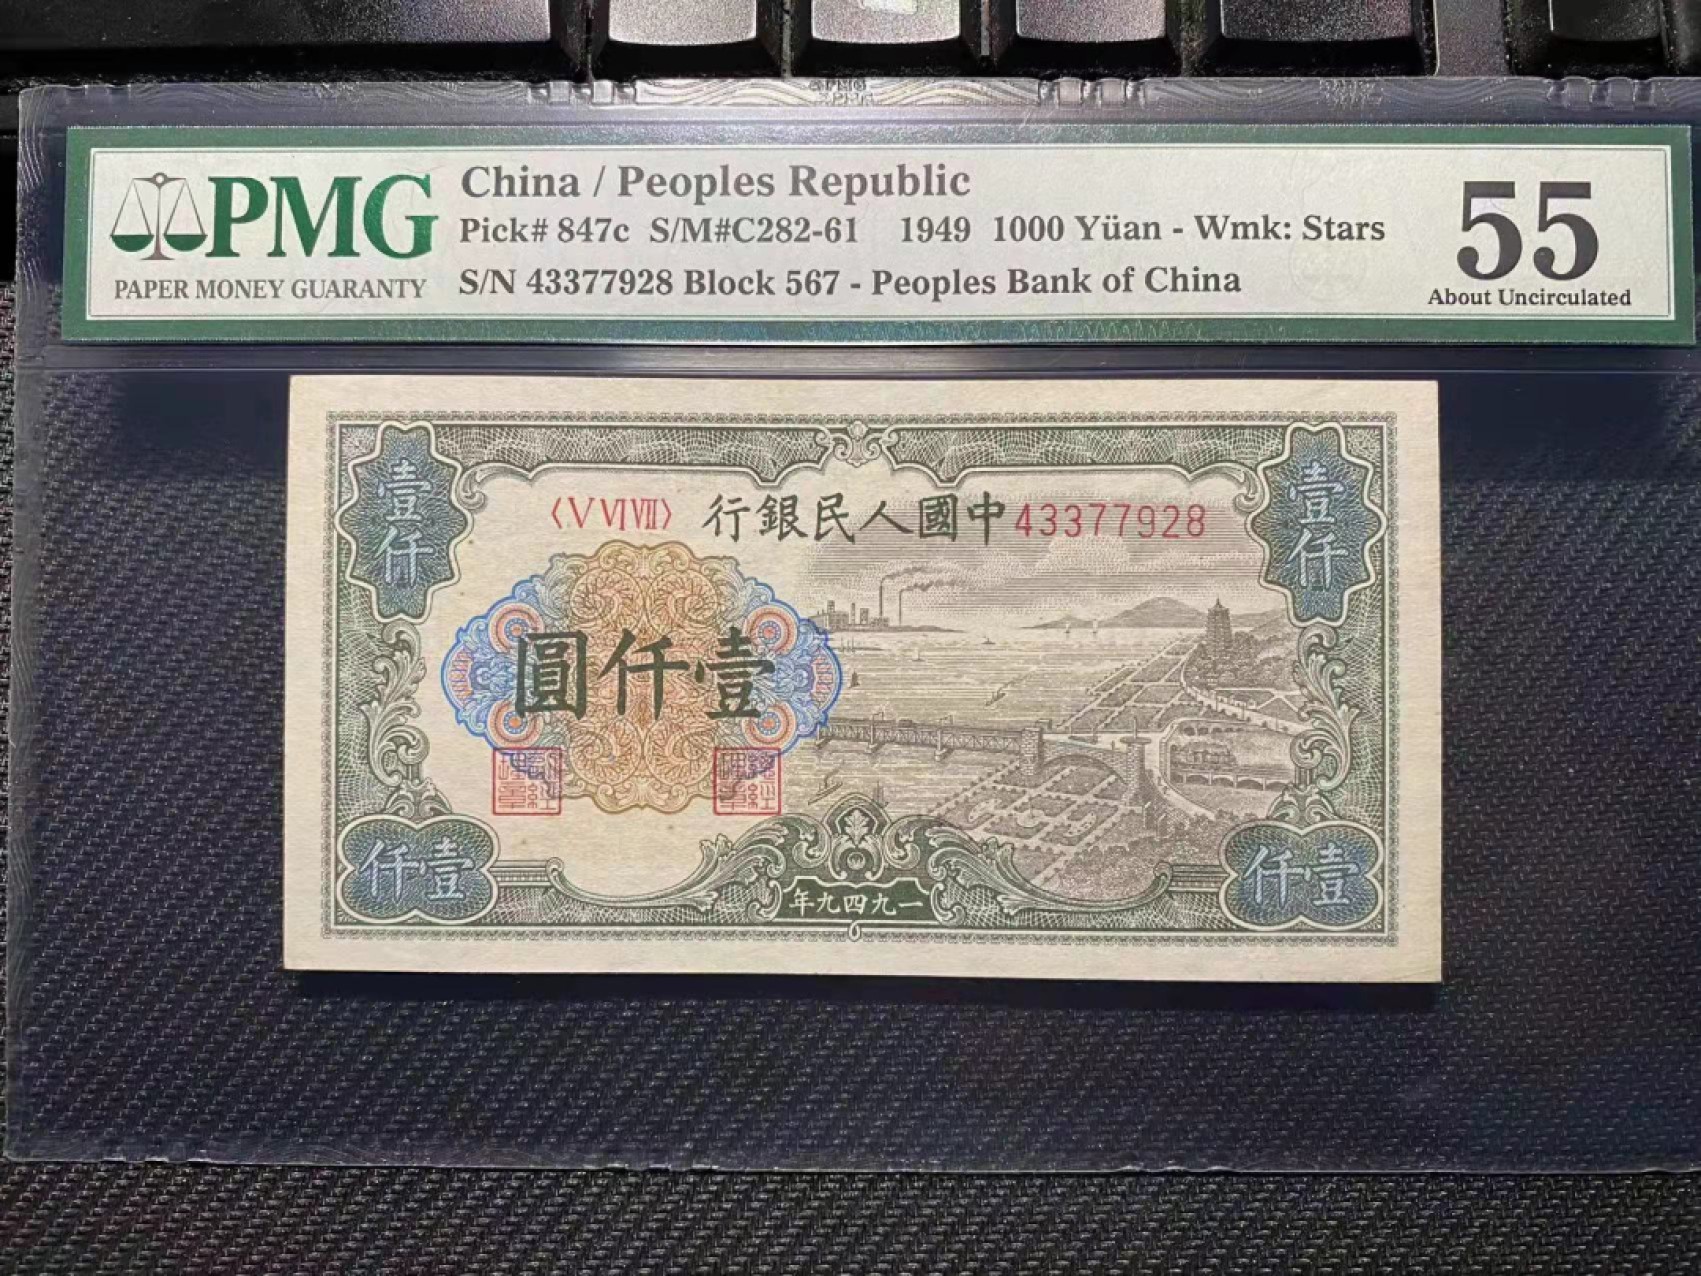 PMG
PAPER MONEY GUARANTY
China / Peoples Republic
Pick# 847c S/M#C282-61 1949 1000 Yüan - Wmk: Stars
S/N 43377928 Block 567 - Peoples Bank of China
55
About Uncirculated
壹仟
壹仟
〈Ⅴ Ⅵ Ⅶ〉 行銀民人國中 43377928
圓仟壹
仟壹
年九四九一
仟壹